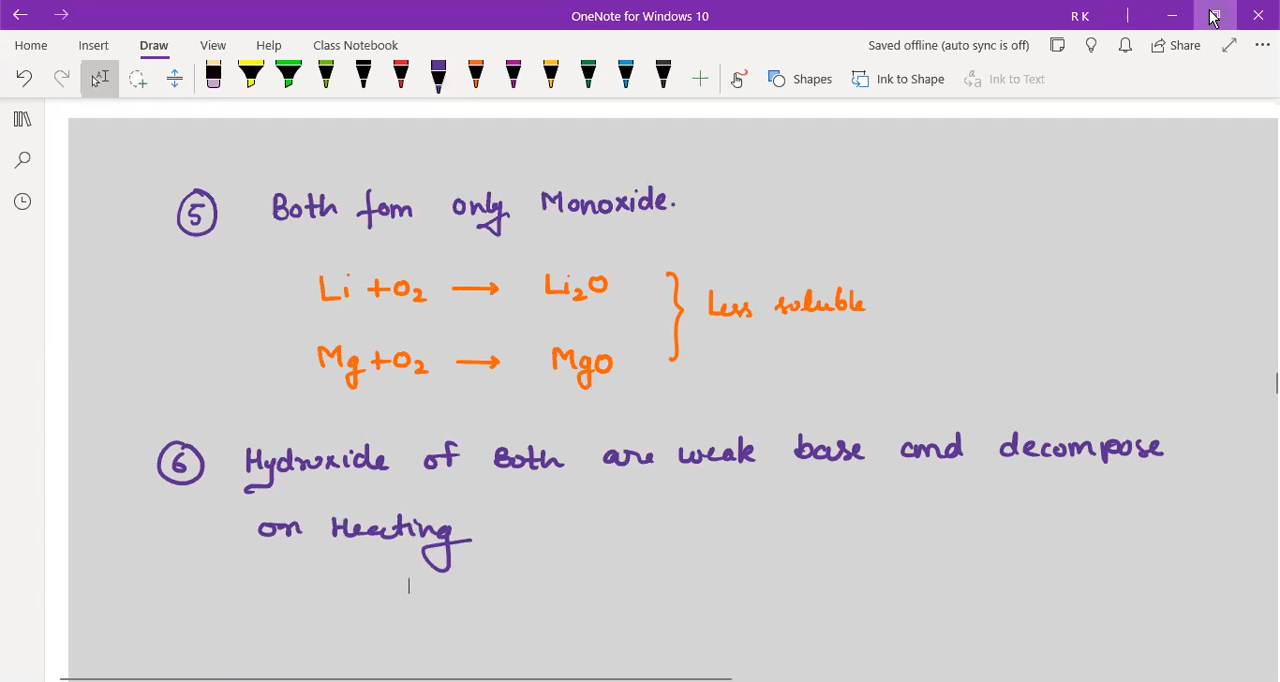 OneNote for Windows 10
R K
Home Insert Draw View Help Class Notebook
Saved offline (auto sync is off) Share
Shapes Ink to Shape Ink to Text
5 Both fom only Monoxide.
Li + O2 → Li2O
Less soluble
Mg + O2 → MgO
6 Hydroxide of Both are weak base and decompose
on Heating